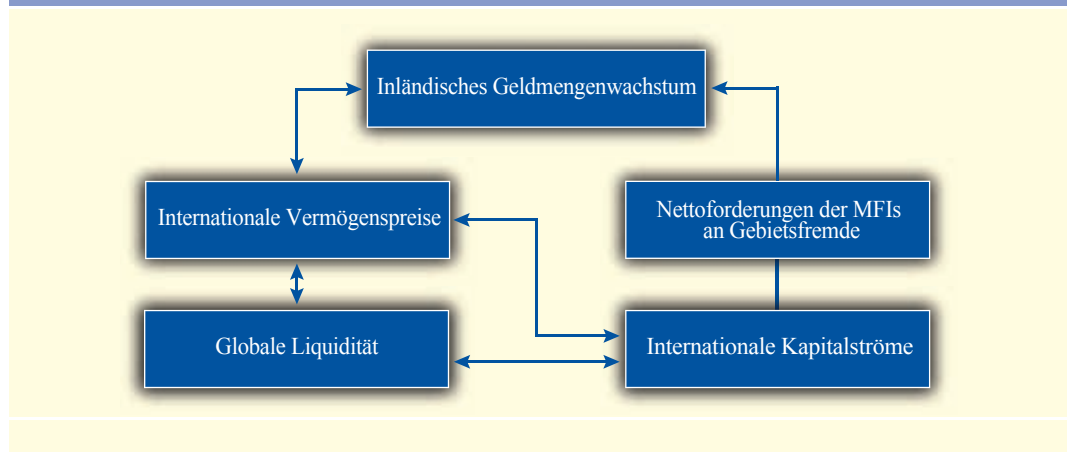 Inländisches Geldmengenwachstum
Internationale Vermögenspreise
Nettoforderungen der MFIs
an Gebietsfremde
Globale Liquidität
Internationale Kapitalströme